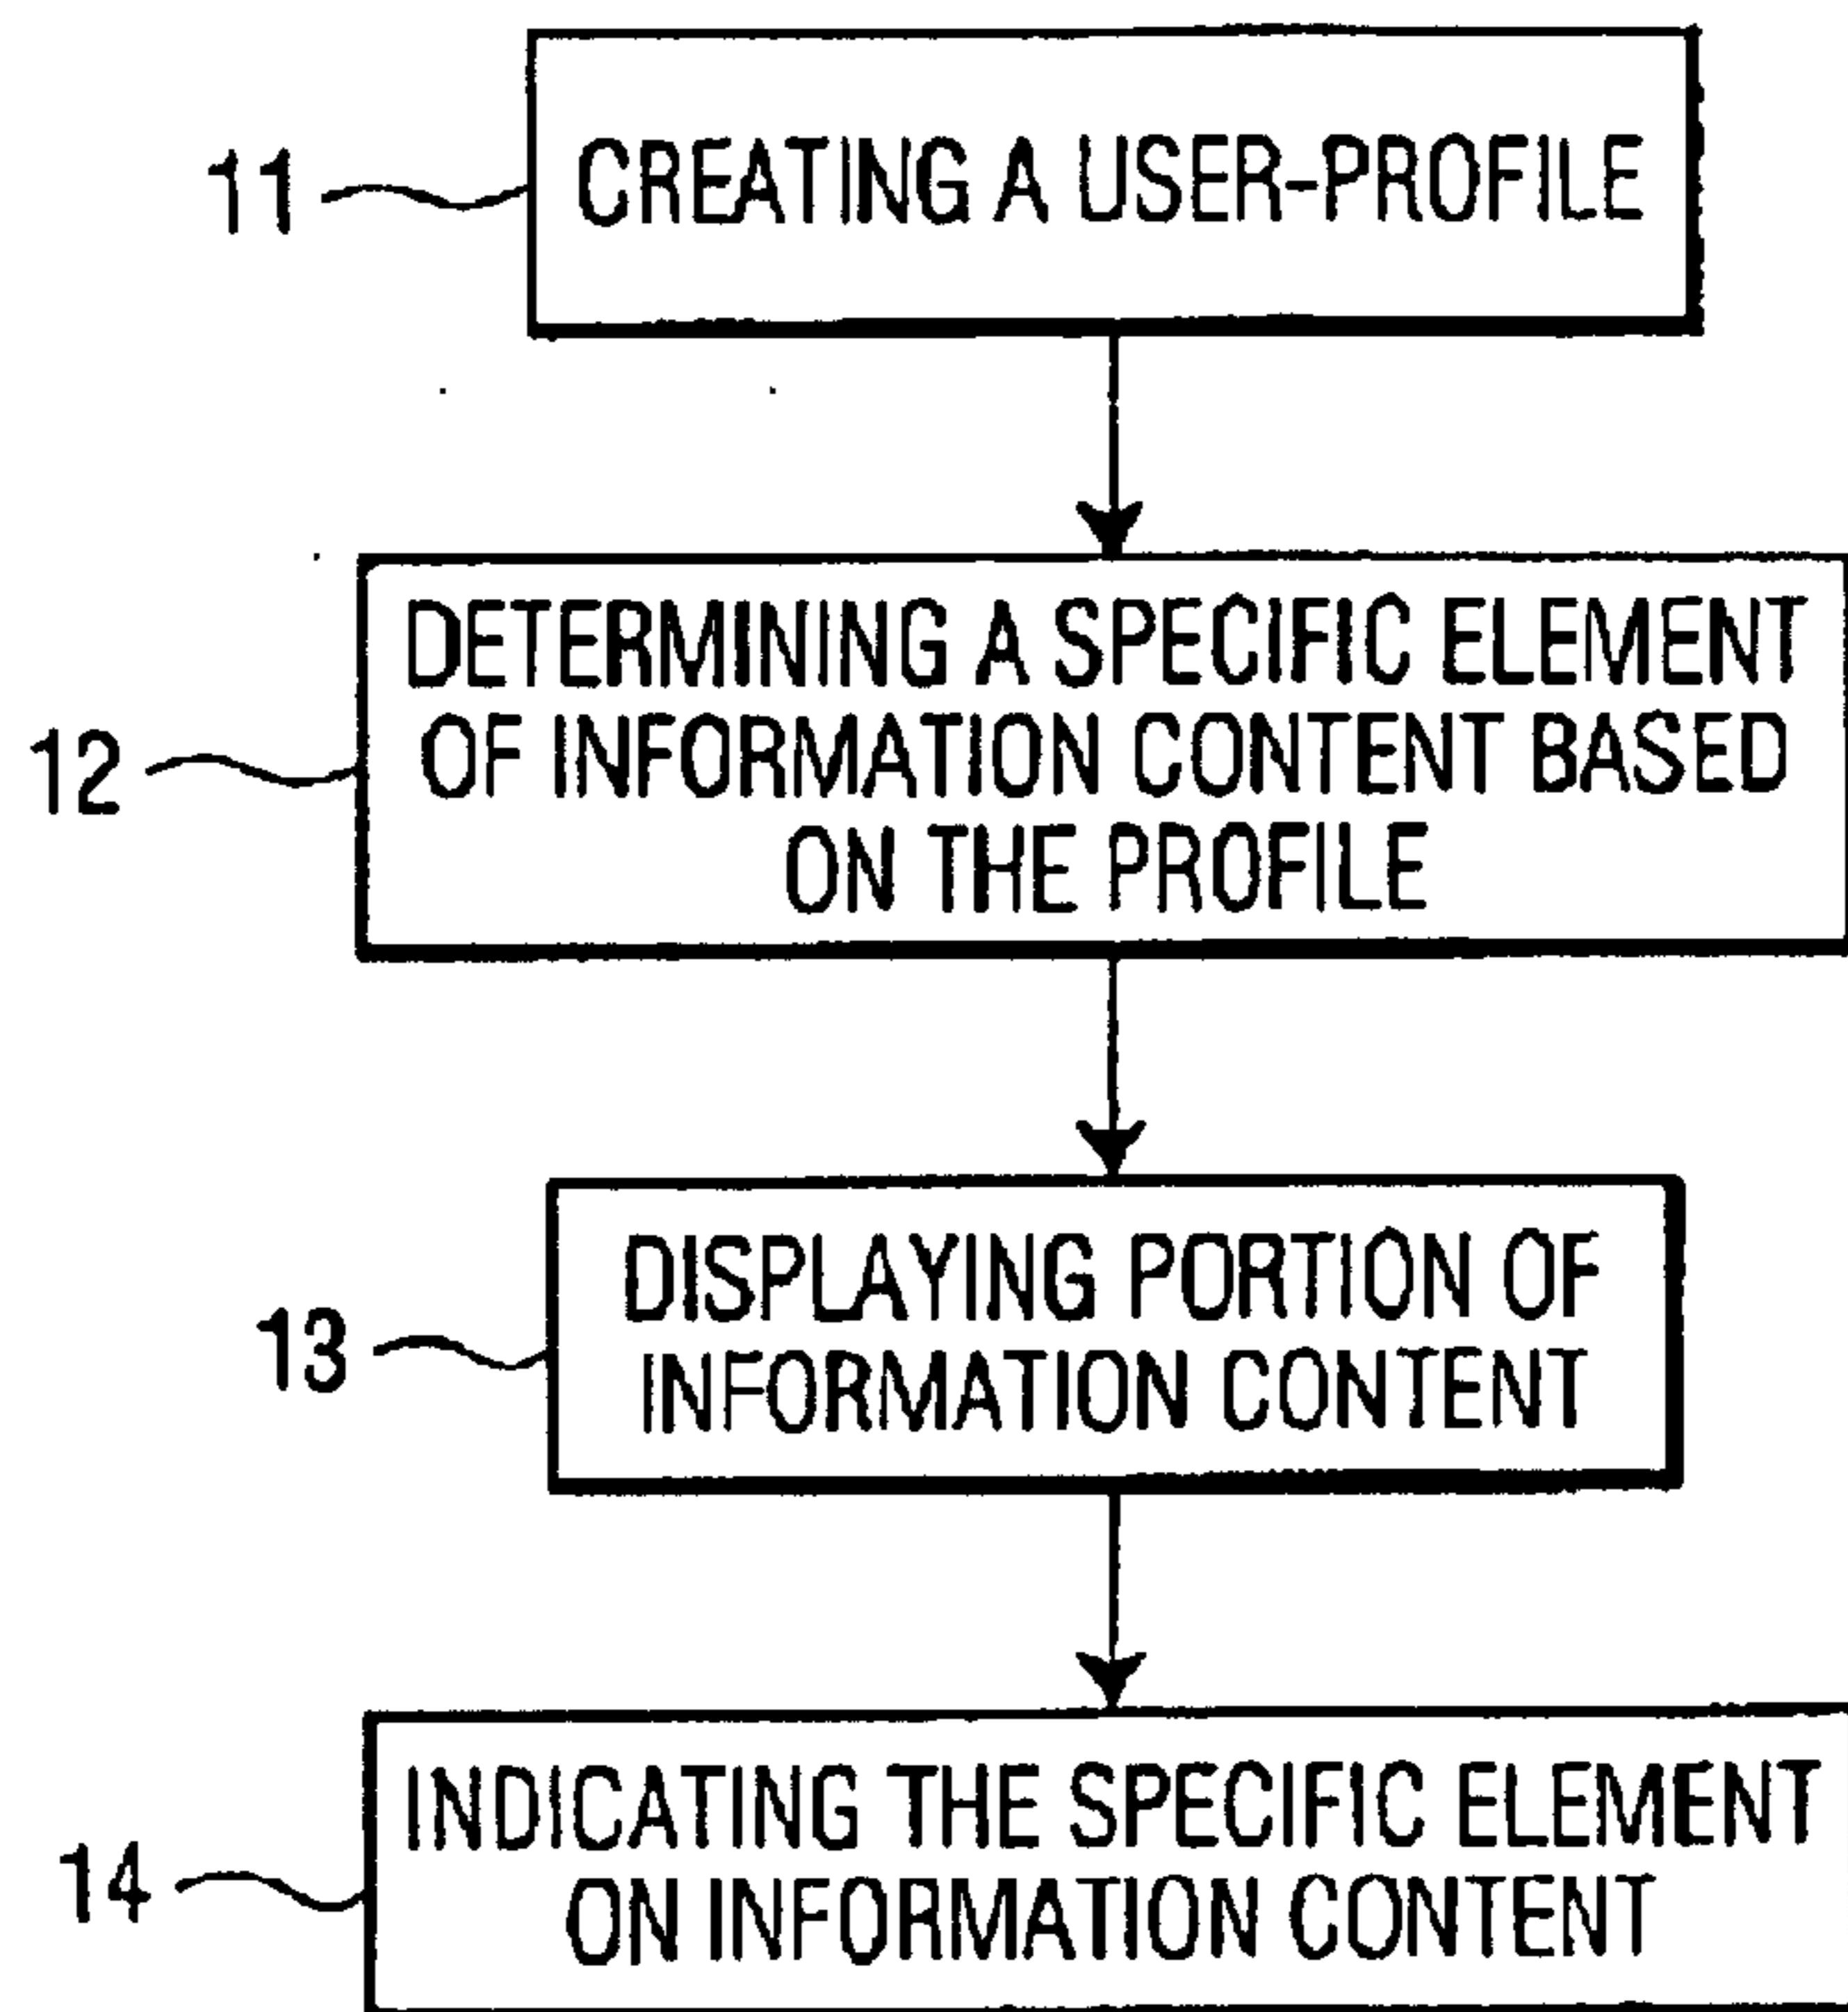 11
CREATING A USER-PROFILE
12
DETERMINING A SPECIFIC ELEMENT
OF INFORMATION CONTENT BASED
ON THE PROFILE
13
DISPLAYING PORTION OF
INFORMATION CONTENT
14
INDICATING THE SPECIFIC ELEMENT
ON INFORMATION CONTENT